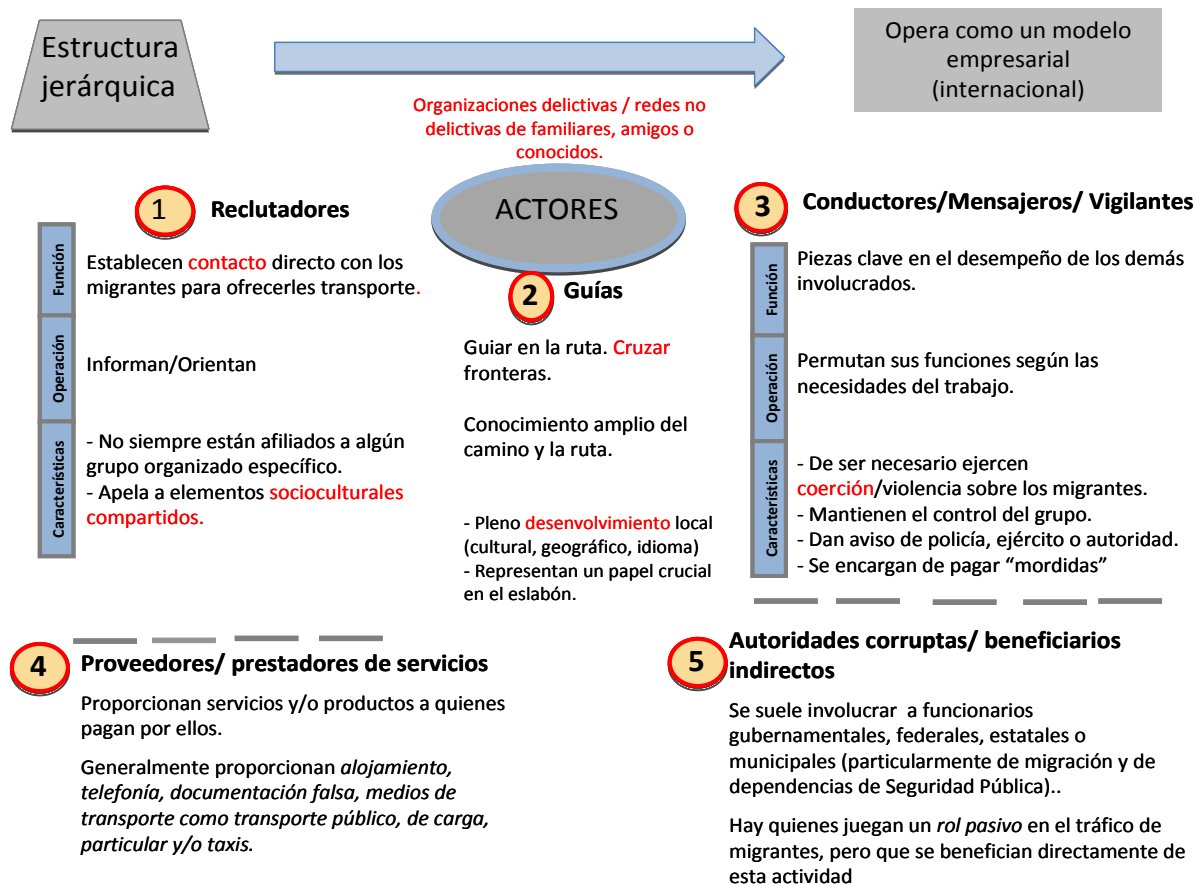 Estructura
jerárquica
Opera como un modelo
empresarial
(internacional)
Organizaciones delictivas / redes no
delictivas de familiares, amigos o
conocidos.
ACTORES
1
Reclutadores
Función
Establecen contacto directo con los
migrantes para ofrecerles transporte.
Operación
Informan/Orientan
Características
- No siempre están afiliados a algún
grupo organizado específico.
- Apela a elementos socioculturales
compartidos.
2
Guías
Guiar en la ruta. Cruzar
fronteras.
Conocimiento amplio del
camino y la ruta.
- Pleno desenvolvimiento local
(cultural, geográfico, idioma)
- Representan un papel crucial
en el eslabón.
3
Conductores/Mensajeros/ Vigilantes
Función
Piezas clave en el desempeño de los demás
involucrados.
Operación
Permutan sus funciones según las
necesidades del trabajo.
Características
- De ser necesario ejercen
coerción/violencia sobre los migrantes.
- Mantienen el control del grupo.
- Dan aviso de policía, ejército o autoridad.
- Se encargan de pagar “mordidas”
4
Proveedores/ prestadores de servicios
Proporcionan servicios y/o productos a quienes
pagan por ellos.
Generalmente proporcionan alojamiento,
telefonía, documentación falsa, medios de
transporte como transporte público, de carga,
particular y/o taxis.
5
Autoridades corruptas/ beneficiarios
indirectos
Se suele involucrar a funcionarios
gubernamentales, federales, estatales o
municipales (particularmente de migración y de
dependencias de Seguridad Pública)..
Hay quienes juegan un rol pasivo en el tráfico de
migrantes, pero que se benefician directamente de
esta actividad